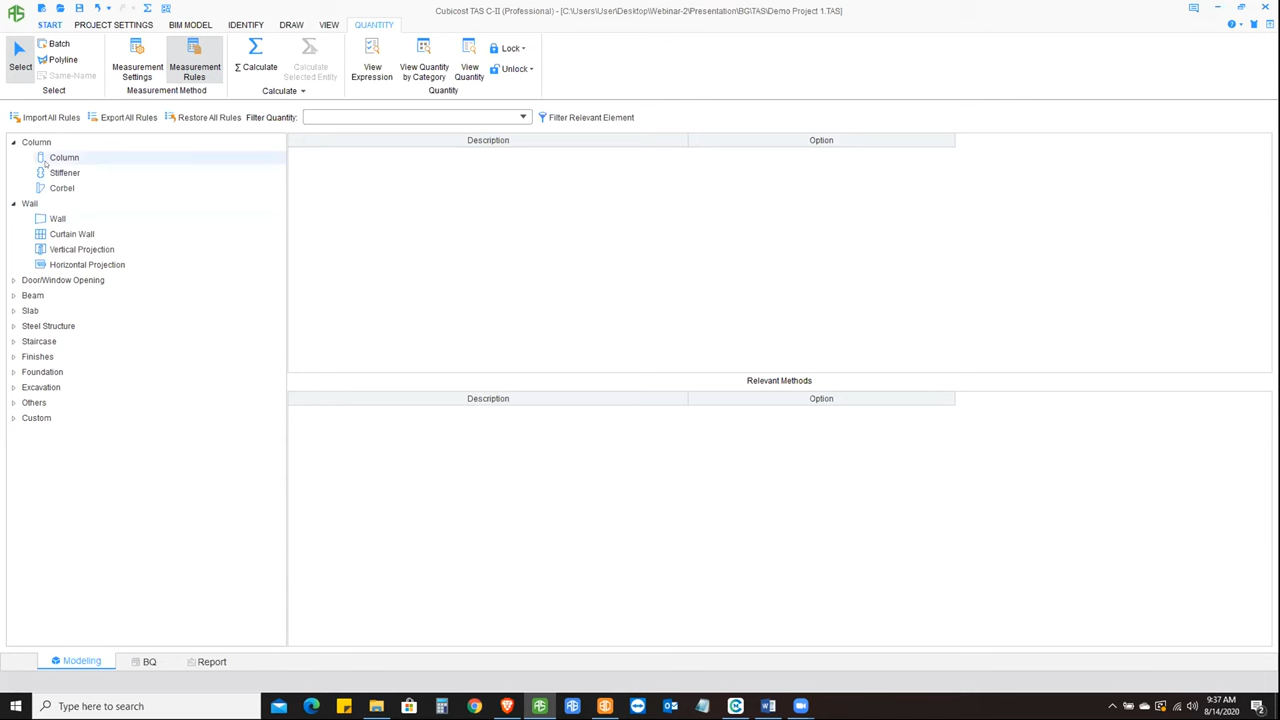 Cubicost TAS C-II (Professional) - [C:\Users\User\Desktop\Webinar-2\Presentation\BG\TAS\Demo Project 1.TAS]
START PROJECT SETTINGS BIM MODEL IDENTIFY DRAW VIEW QUANTITY
Select
Batch
Polyline
Same-Name
Select
Measurement Settings
Measurement Rules
Measurement Method
Σ Calculate
Calculate Selected Entity
Calculate
View Expression
View Quantity by Category
View Quantity
Quantity
Lock
Unlock
Import All Rules Export All Rules Restore All Rules Filter Quantity: Filter Relevant Element
Column
Column
Stiffener
Corbel
Wall
Wall
Curtain Wall
Vertical Projection
Horizontal Projection
Door/Window Opening
Beam
Slab
Steel Structure
Staircase
Finishes
Foundation
Excavation
Others
Custom
Description Option
Relevant Methods
Description Option
Modeling BQ Report
Type here to search
9:37 AM
8/14/2020
2